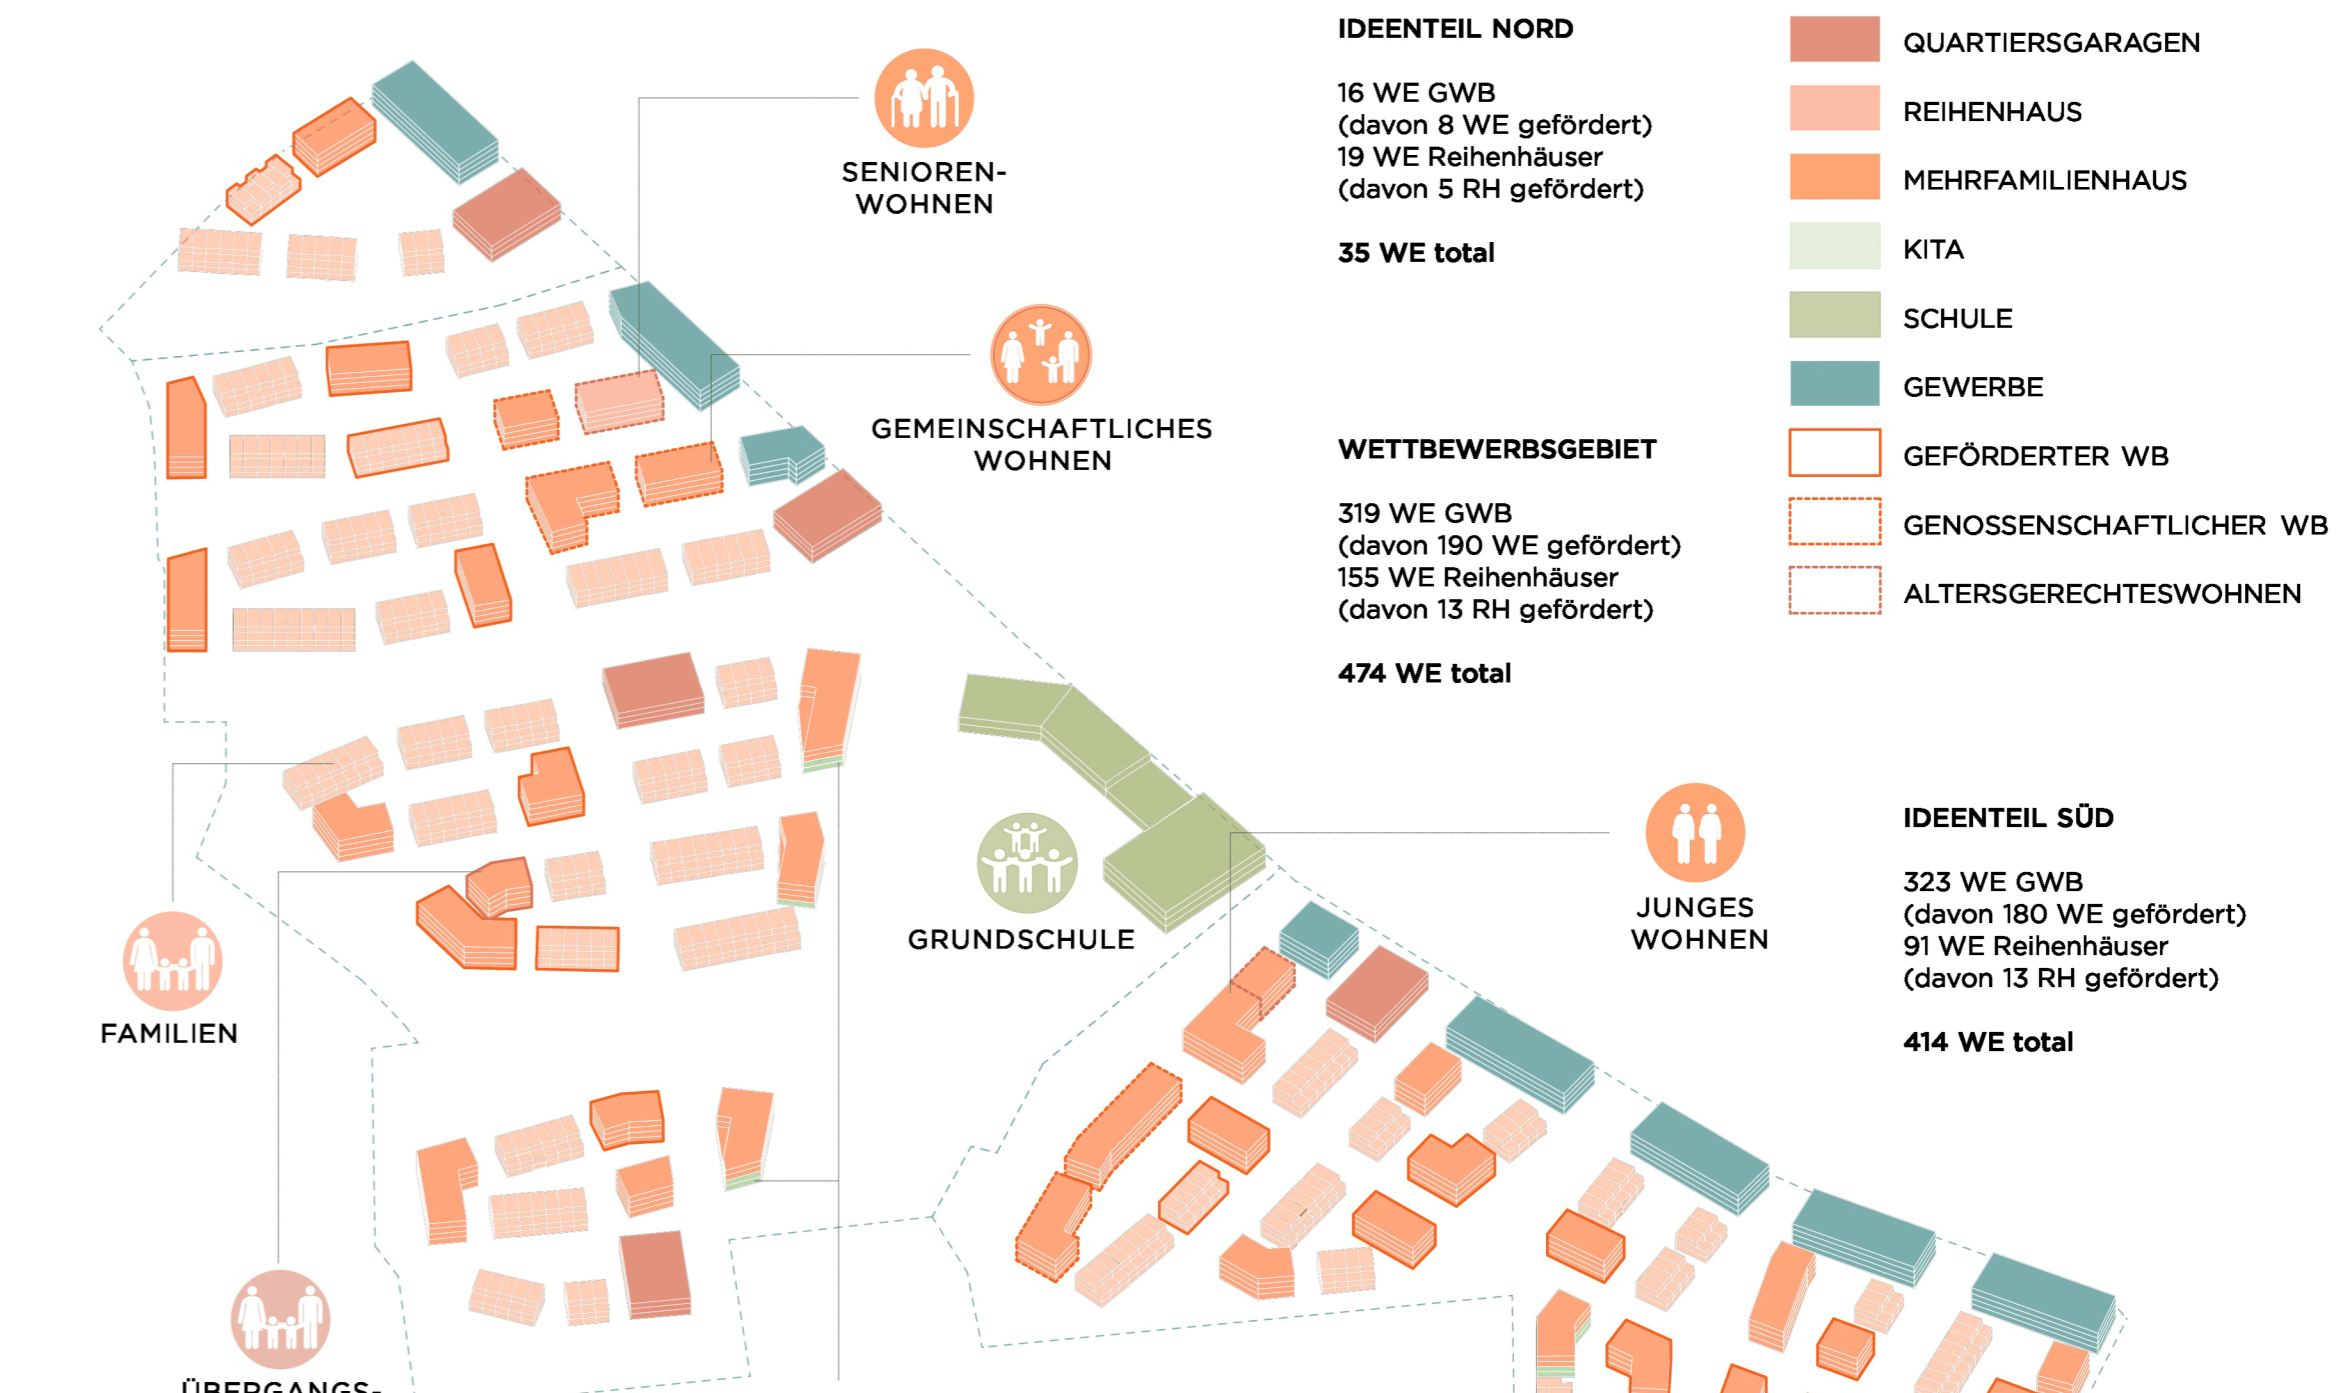 SENIOREN-
WOHNEN
GEMEINSCHAFTLICHES
WOHNEN
GRUNDSCHULE
FAMILIEN
ÜBERGANGS-
IDEENTEIL NORD
16 WE GWB
(davon 8 WE gefördert)
19 WE Reihenhäuser
(davon 5 RH gefördert)
35 WE total
WETTBEWERBSGEBIET
319 WE GWB
(davon 190 WE gefördert)
155 WE Reihenhäuser
(davon 13 RH gefördert)
474 WE total
JUNGES
WOHNEN
QUARTIERSGARAGEN
REIHENHAUS
MEHRFAMILIENHAUS
KITA
SCHULE
GEWERBE
GEFÖRDERTER WB
GENOSSENSCHAFTLICHER WB
ALTERSGERECHTESWOHNEN
IDEENTEIL SÜD
323 WE GWB
(davon 180 WE gefördert)
91 WE Reihenhäuser
(davon 13 RH gefördert)
414 WE total